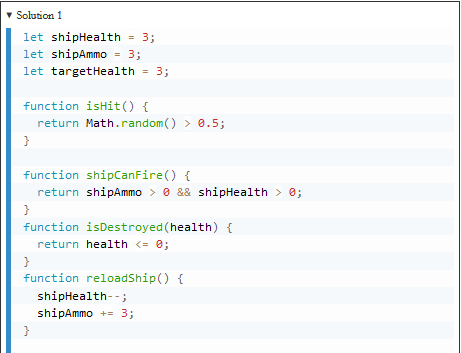 ▼ Solution 1
let shipHealth = 3;
let shipAmmo = 3;
let targetHealth = 3;
function isHit() {
  return Math.random() > 0.5;
}
function shipCanFire() {
  return shipAmmo > 0 && shipHealth > 0;
}
function isDestroyed(health) {
  return health <= 0;
}
function reloadShip() {
  shipHealth--;
  shipAmmo += 3;
}